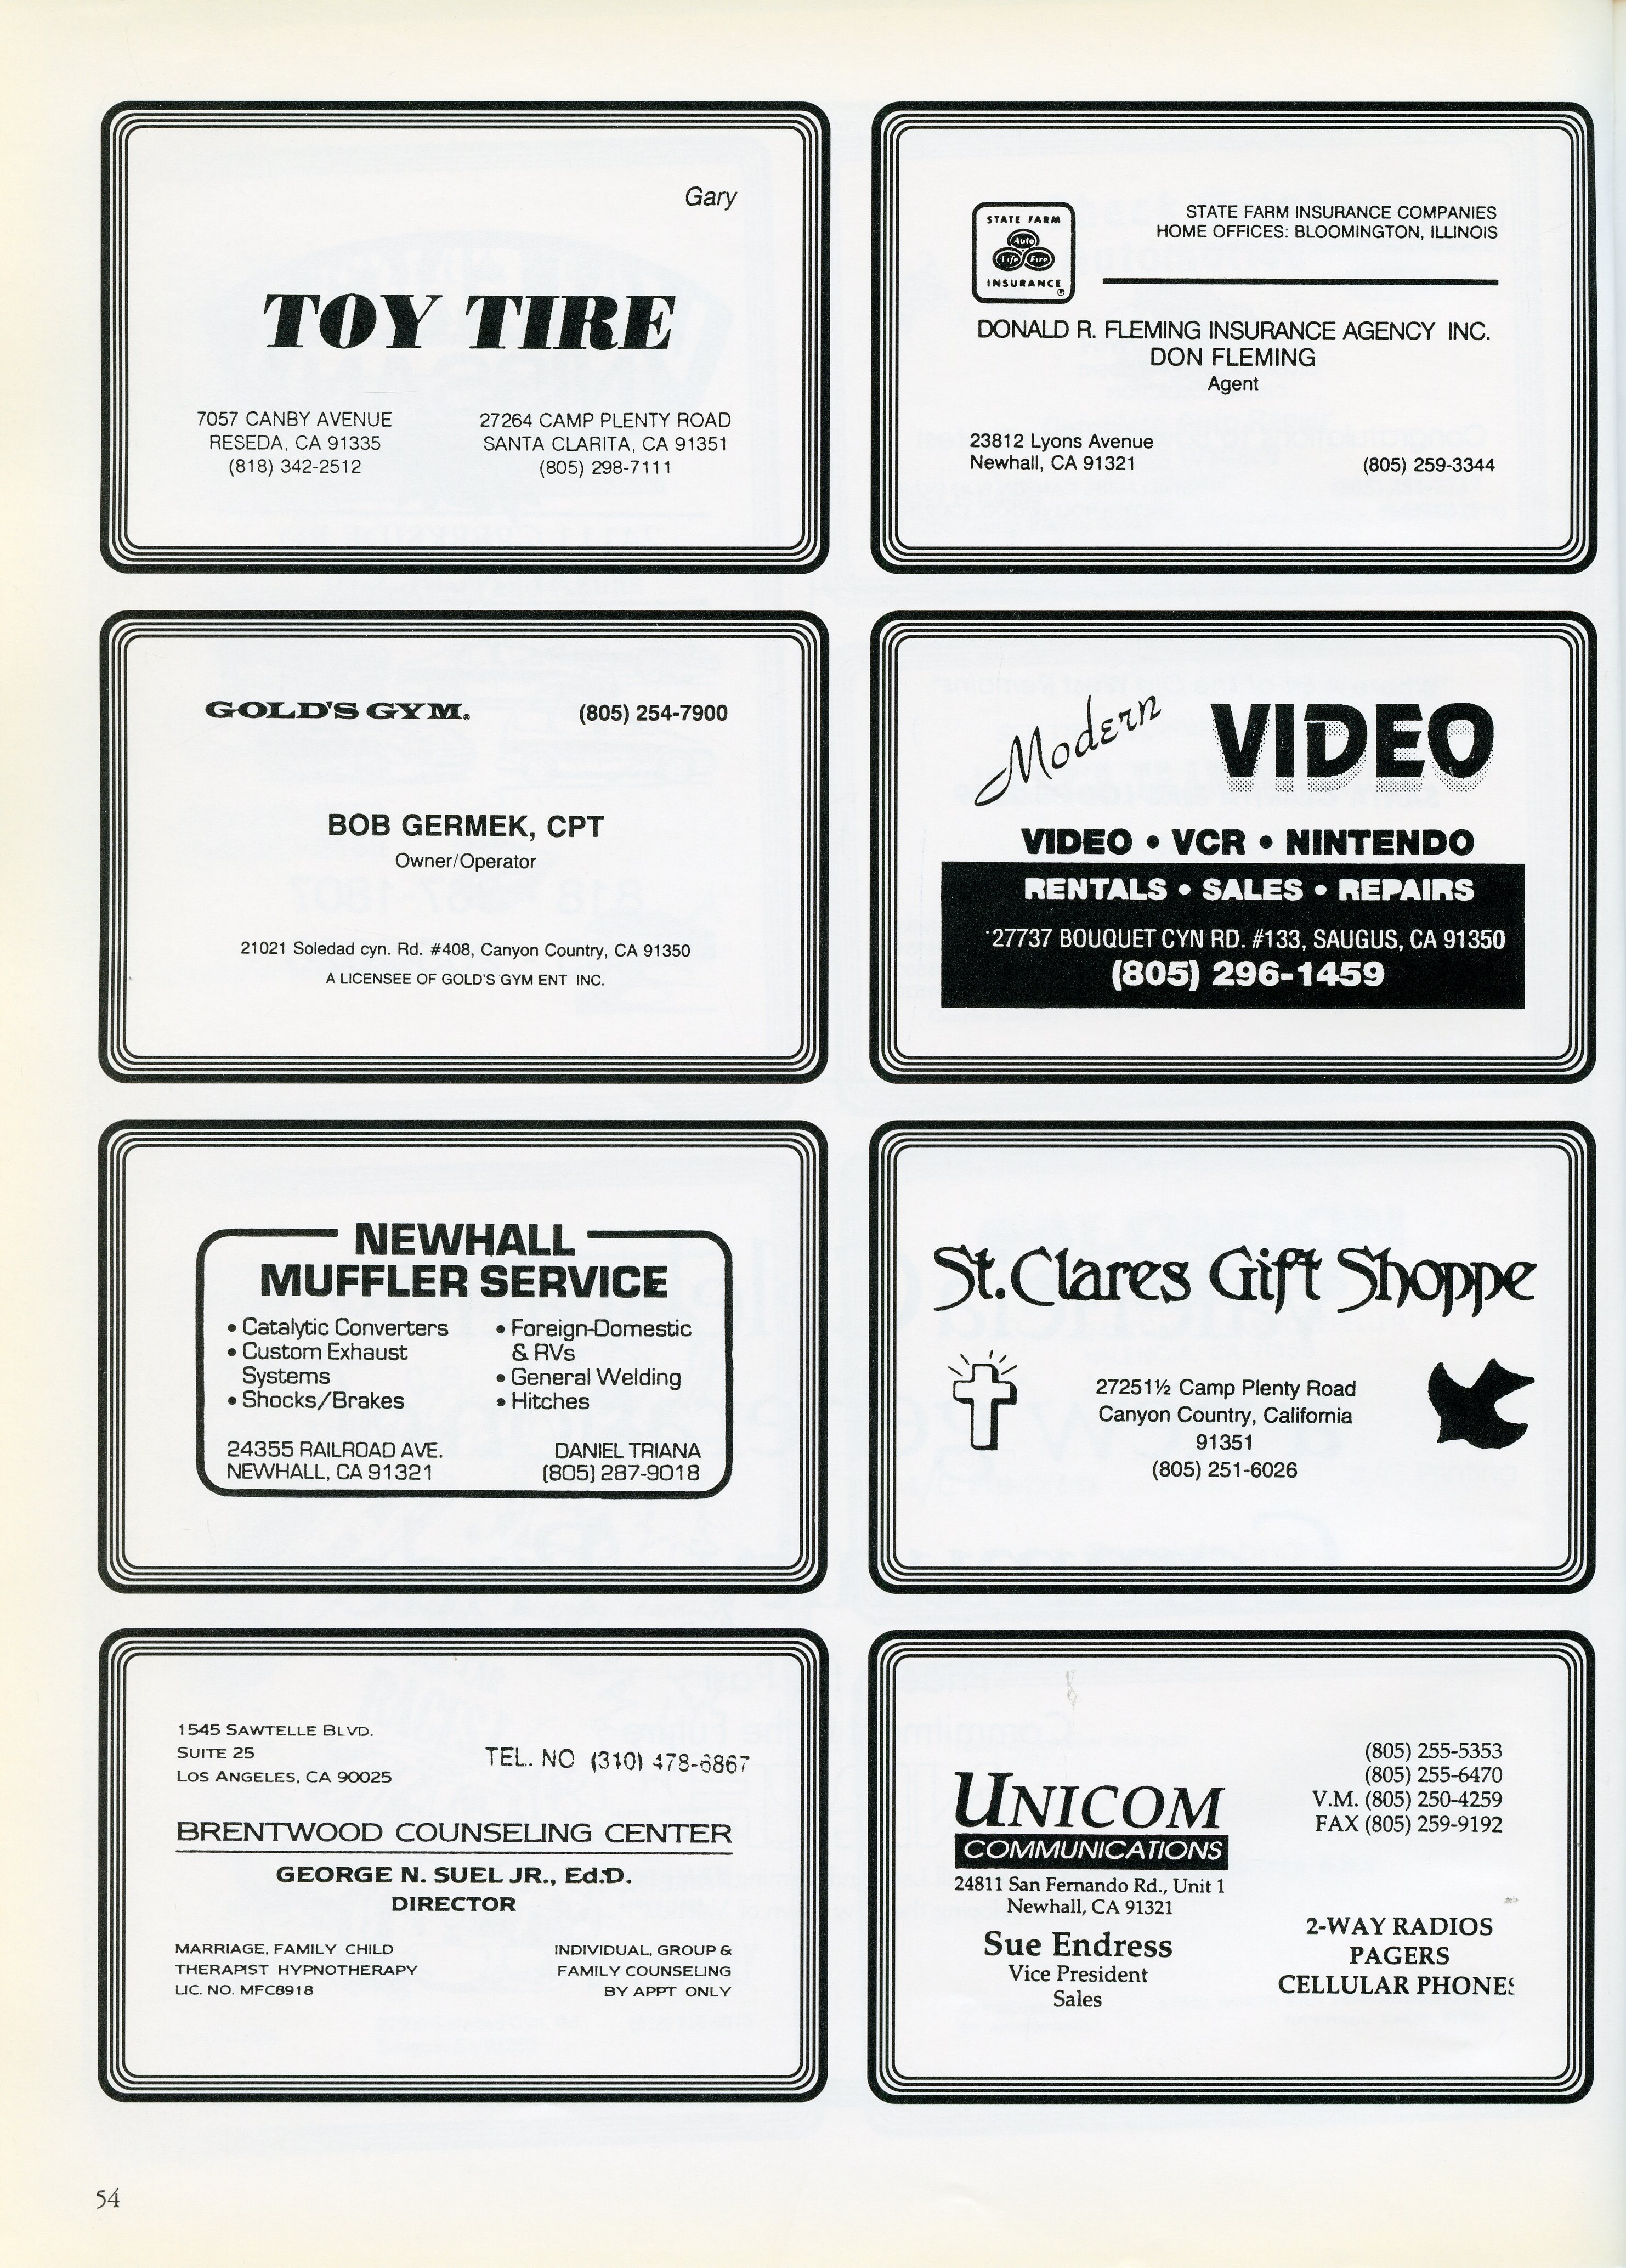 Gary
TOY TIRE
7057 CANBY AVENUE
RESEDA, CA 91335
(818) 342-2512
27264 CAMP PLENTY ROAD
SANTA CLARITA, CA 91351
(805) 298-7111
STATE FARM
Auto
Life Fire
INSURANCE
®
STATE FARM INSURANCE COMPANIES
HOME OFFICES: BLOOMINGTON, ILLINOIS
DONALD R. FLEMING INSURANCE AGENCY INC.
DON FLEMING
Agent
23812 Lyons Avenue
Newhall, CA 91321
(805) 259-3344
GOLD'S GYM®
(805) 254-7900
BOB GERMEK, CPT
Owner/Operator
21021 Soledad cyn. Rd. #408, Canyon Country, CA 91350
A LICENSEE OF GOLD'S GYM ENT INC.
Modern VIDEO
VIDEO • VCR • NINTENDO
RENTALS • SALES • REPAIRS
27737 BOUQUET CYN RD. #133, SAUGUS, CA 91350
(805) 296-1459
NEWHALL
MUFFLER SERVICE
• Catalytic Converters
• Custom Exhaust
Systems
• Shocks/Brakes
• Foreign-Domestic
& RVs
• General Welding
• Hitches
24355 RAILROAD AVE.
NEWHALL, CA 91321
DANIEL TRIANA
(805) 287-9018
St. Clares Gift Shoppe
27251½ Camp Plenty Road
Canyon Country, California
91351
(805) 251-6026
1545 SAWTELLE BLVD.
SUITE 25
LOS ANGELES, CA 90025
TEL. NO (310) 478-6867
BRENTWOOD COUNSELING CENTER
GEORGE N. SUEL JR., Ed.D.
DIRECTOR
MARRIAGE, FAMILY CHILD
THERAPIST HYPNOTHERAPY
LIC. NO. MFC8918
INDIVIDUAL, GROUP &
FAMILY COUNSELING
BY APPT ONLY
UNICOM
COMMUNICATIONS
24811 San Fernando Rd., Unit 1
Newhall, CA 91321
Sue Endress
Vice President
Sales
(805) 255-5353
(805) 255-6470
V.M. (805) 250-4259
FAX (805) 259-9192
2-WAY RADIOS
PAGERS
CELLULAR PHONES
54